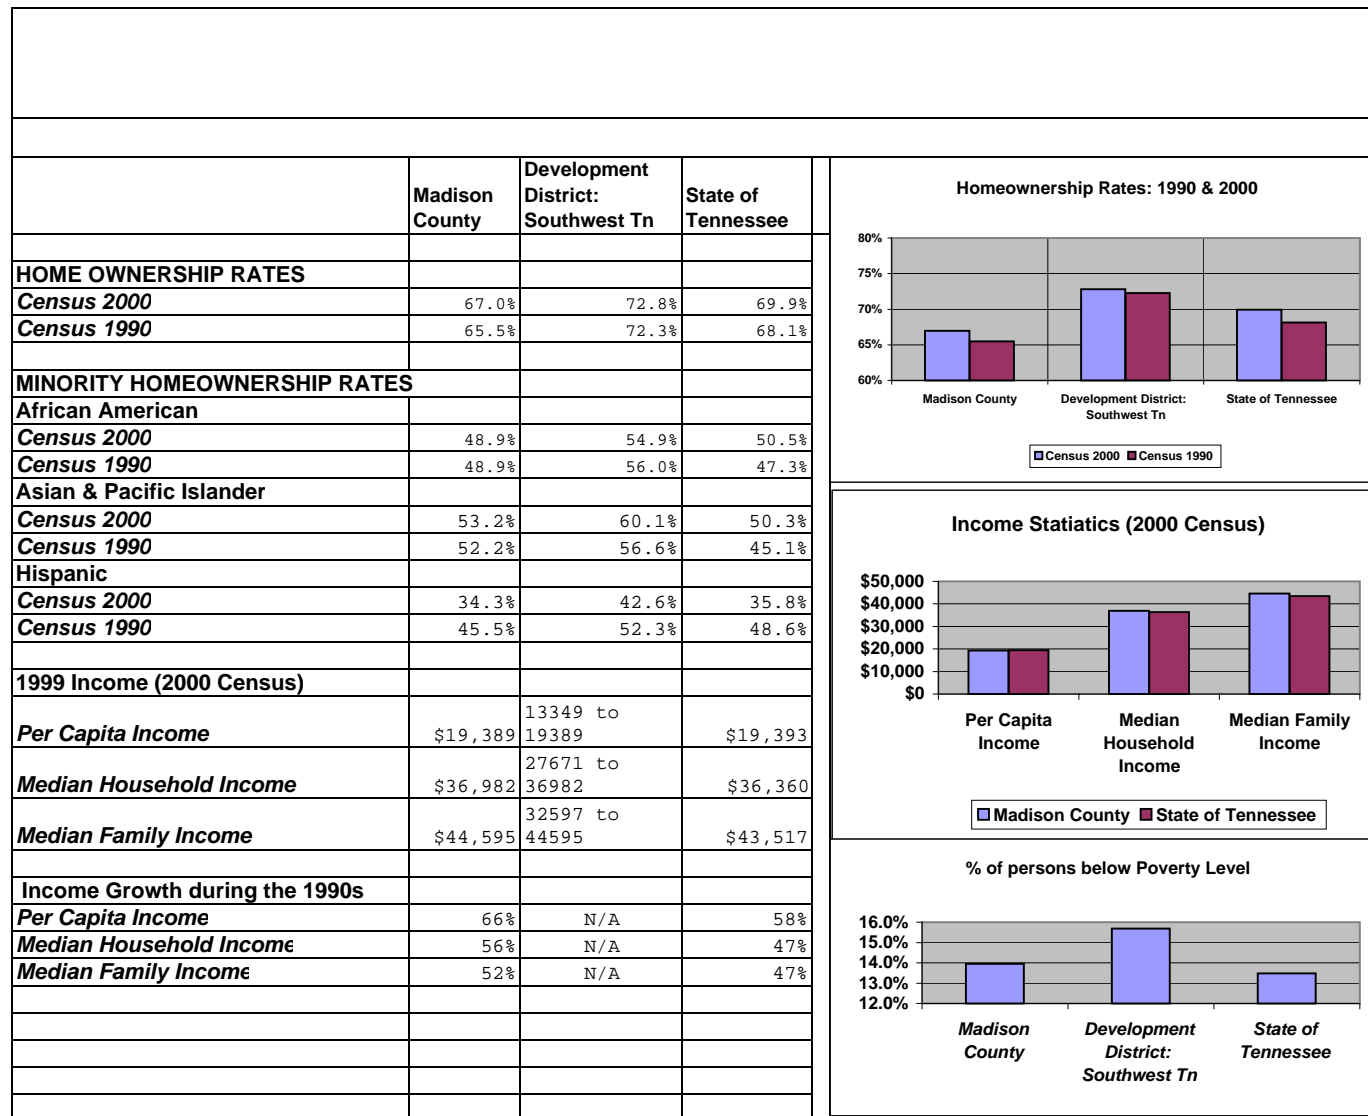 Madison County Development District: Southwest Tn State of Tennessee
HOME OWNERSHIP RATES
Census 2000 67.0% 72.8% 69.9%
Census 1990 65.5% 72.3% 68.1%
MINORITY HOMEOWNERSHIP RATES
African American
Census 2000 48.9% 54.9% 50.5%
Census 1990 48.9% 56.0% 47.3%
Asian & Pacific Islander
Census 2000 53.2% 60.1% 50.3%
Census 1990 52.2% 56.6% 45.1%
Hispanic
Census 2000 34.3% 42.6% 35.8%
Census 1990 45.5% 52.3% 48.6%
1999 Income (2000 Census)
Per Capita Income $19,389 13349 to 19389 $19,393
Median Household Income $36,982 27671 to 36982 $36,360
Median Family Income $44,595 32597 to 44595 $43,517
Income Growth during the 1990s
Per Capita Income 66% N/A 58%
Median Household Income 56% N/A 47%
Median Family Income 52% N/A 47%
Homeownership Rates: 1990 & 2000
80%
75%
70%
65%
60%
Madison County Development District: Southwest Tn State of Tennessee
Census 2000 Census 1990
Income Statiatics (2000 Census)
$50,000
$40,000
$30,000
$20,000
$10,000
$0
Per Capita Income Median Household Income Median Family Income
Madison County State of Tennessee
% of persons below Poverty Level
16.0%
15.0%
14.0%
13.0%
12.0%
Madison County Development District: Southwest Tn State of Tennessee